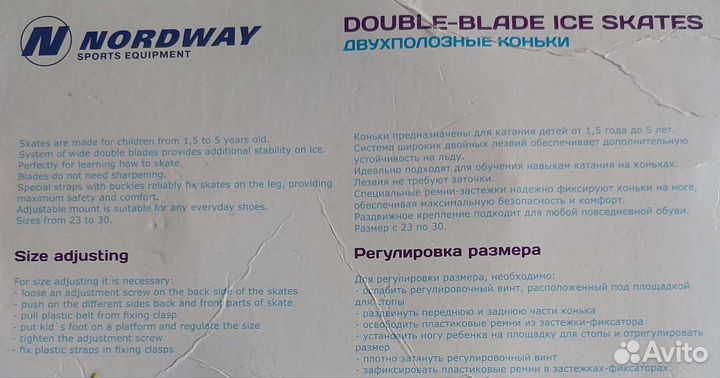 NORDWAY
SPORTS EQUIPMENT
DOUBLE-BLADE ICE SKATES
ДВУХПОЛОЗНЫЕ КОНЬКИ
Skates are made for children from 1,5 to 5 years old.
System of wide double blades provides additional stability on ice.
Perfectly for learning how to skate.
Blades do not need sharpening.
Special straps with buckles reliably fix skates on the leg, providing
maximum safety and comfort.
Adjustable mount is suitable for any everyday shoes.
Sizes from 23 to 30.
Size adjusting
For size adjusting it is necessary:
- loose an adjustment screw on the back side of the skates
- push on the different sides back and front parts of skate
- pull plastic belt from fixing clasp
- put kid`s foot on a platform and regulate the size
- tighten the adjustment screw
- fix plastic straps in fixing clasps
Коньки предназначены для катания детей от 1,5 года до 5 лет.
Система широких двойных лезвий обеспечивает дополнительную
устойчивость на льду.
Идеально подходят для обучения навыкам катания на коньках.
Лезвия не требуют заточки.
Специальные ремни-застежки надежно фиксируют коньки на ноге,
обеспечивая максимальную безопасность и комфорт.
Раздвижное крепление подходит для любой повседневной обуви.
Размер с 23 по 30.
Регулировка размера
Для регулировки размера, необходимо:
- ослабить регулировочный винт, расположенный под площадкой
для стопы
- раздвинуть переднюю и заднюю части конька
- освободить пластиковые ремни из застежки-фиксатора
- установить ногу ребенка на площадку для стопы и отрегулировать
размер
- плотно затянуть регулировочный винт
- зафиксировать пластиковые ремни в застежках-фиксаторах.
Avito